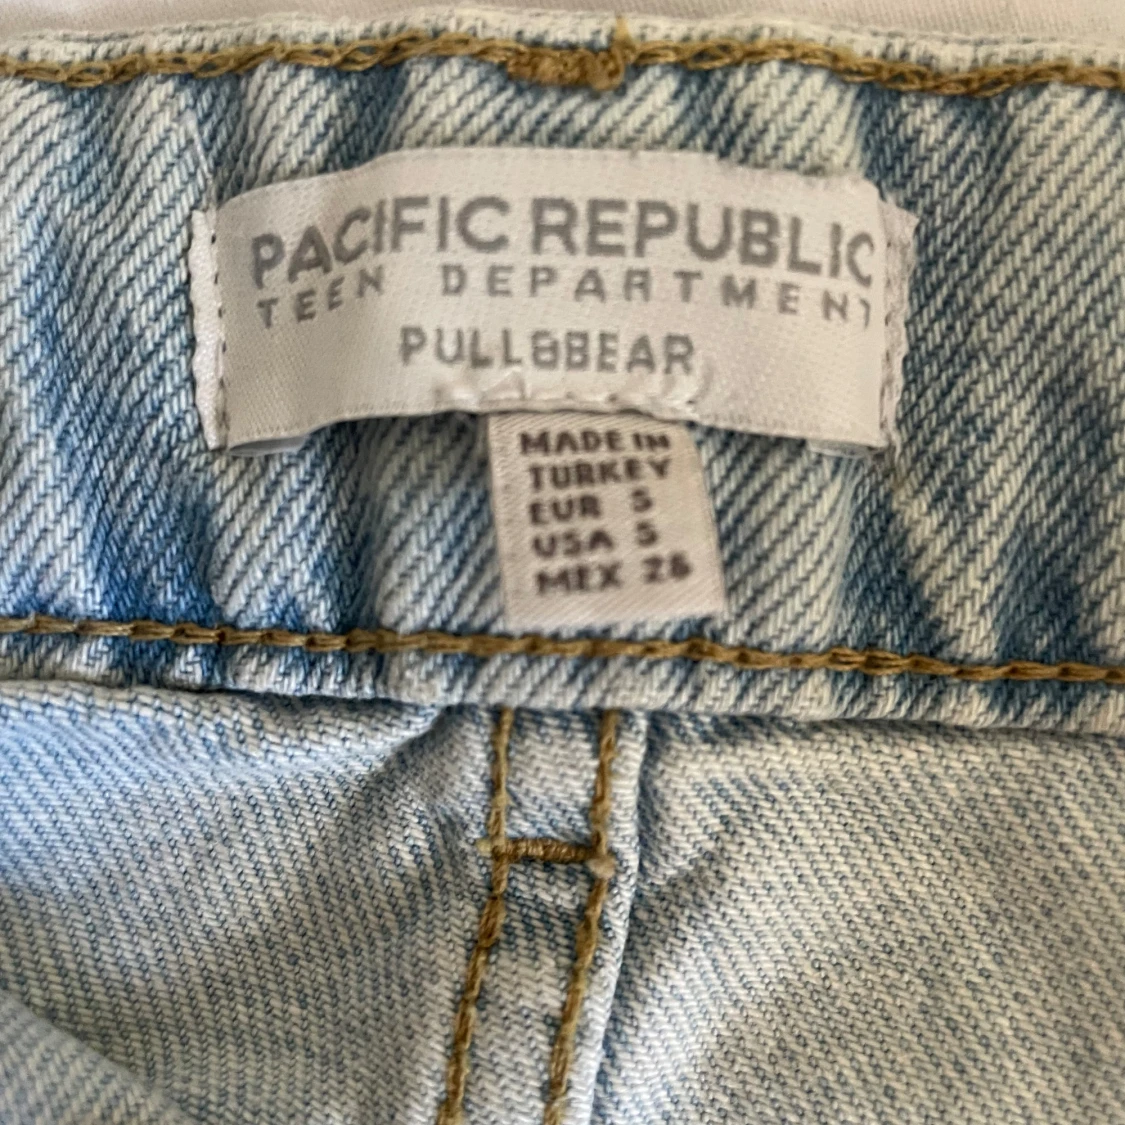 PACIFIC REPUBLIC
TEEN DEPARTMENT
PULL&BEAR
MADE IN
TURKEY
EUR S
USA S
MEX 26